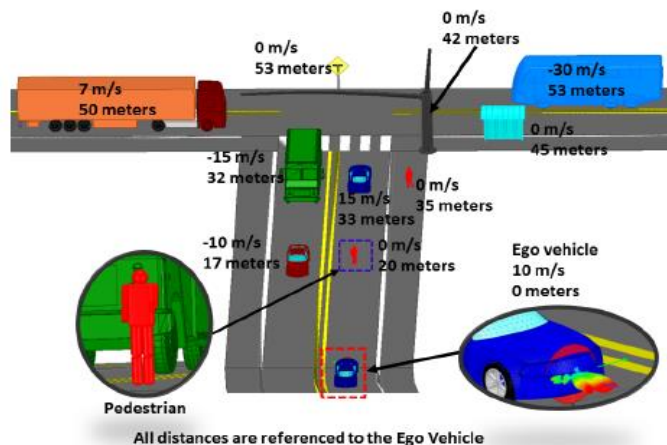 0 m/s
42 meters
0 m/s
53 meters
7 m/s
50 meters
-30 m/s
53 meters
0 m/s
45 meters
-15 m/s
32 meters
15 m/s
33 meters
0 m/s
35 meters
-10 m/s
17 meters
0 m/s
20 meters
Ego vehicle
10 m/s
0 meters
Pedestrian
All distances are referenced to the Ego Vehicle